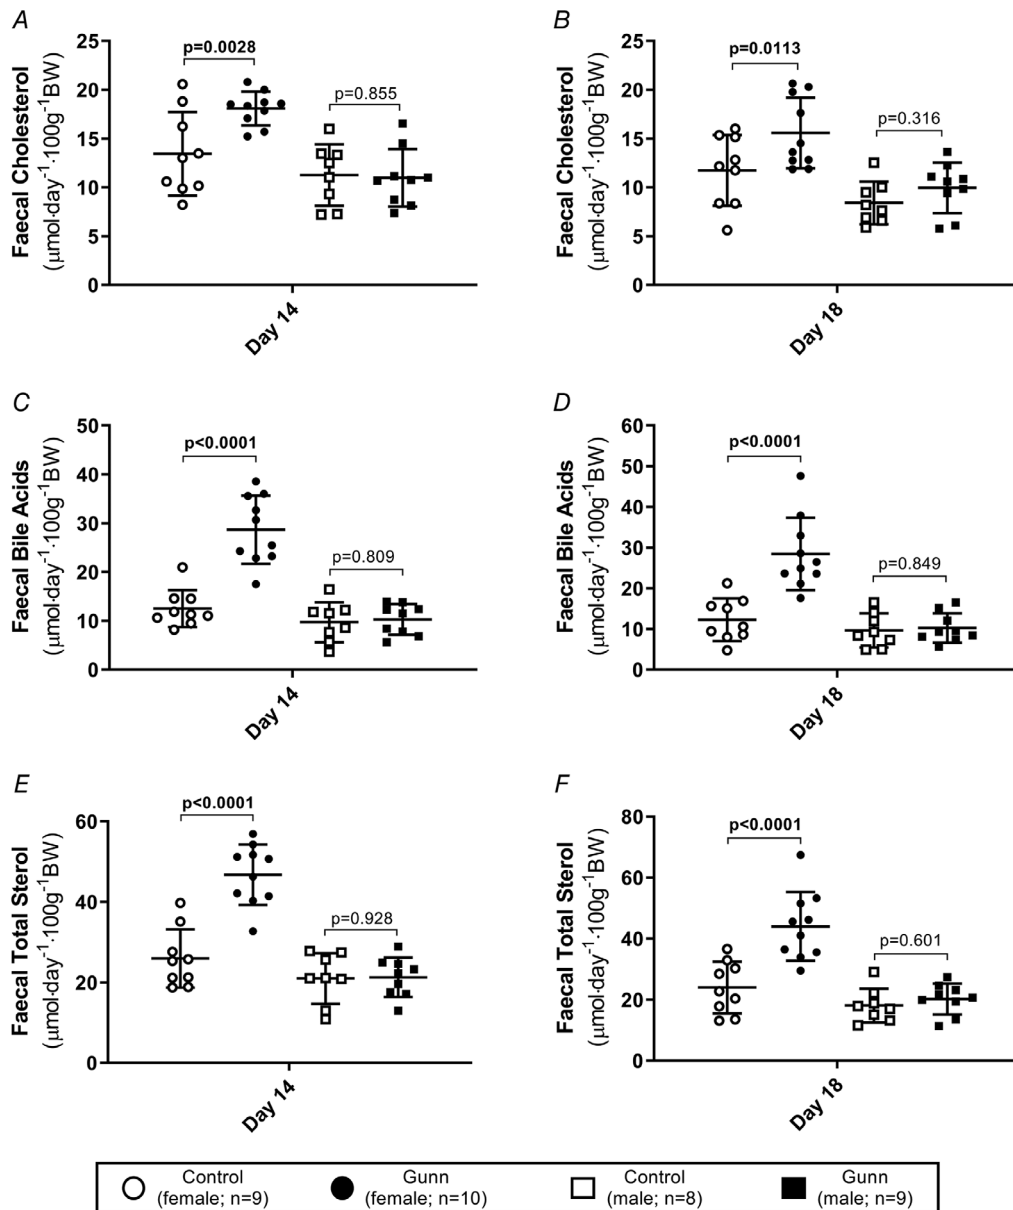 A
Faecal Cholesterol
(µmol·day⁻¹·100g⁻¹BW)
25
20
15
10
5
0
p=0.0028
p=0.855
Day 14
B
Faecal Cholesterol
(µmol·day⁻¹·100g⁻¹BW)
25
20
15
10
5
0
p=0.0113
p=0.316
Day 18
C
Faecal Bile Acids
(µmol·day⁻¹·100g⁻¹BW)
50
40
30
20
10
0
p<0.0001
p=0.809
Day 14
D
Faecal Bile Acids
(µmol·day⁻¹·100g⁻¹BW)
60
50
40
30
20
10
0
p<0.0001
p=0.849
Day 18
E
Faecal Total Sterol
(µmol·day⁻¹·100g⁻¹BW)
60
40
20
0
p<0.0001
p=0.928
Day 14
F
Faecal Total Sterol
(µmol·day⁻¹·100g⁻¹BW)
80
60
40
20
0
p<0.0001
p=0.601
Day 18
Control
(female; n=9)
Gunn
(female; n=10)
Control
(male; n=8)
Gunn
(male; n=9)